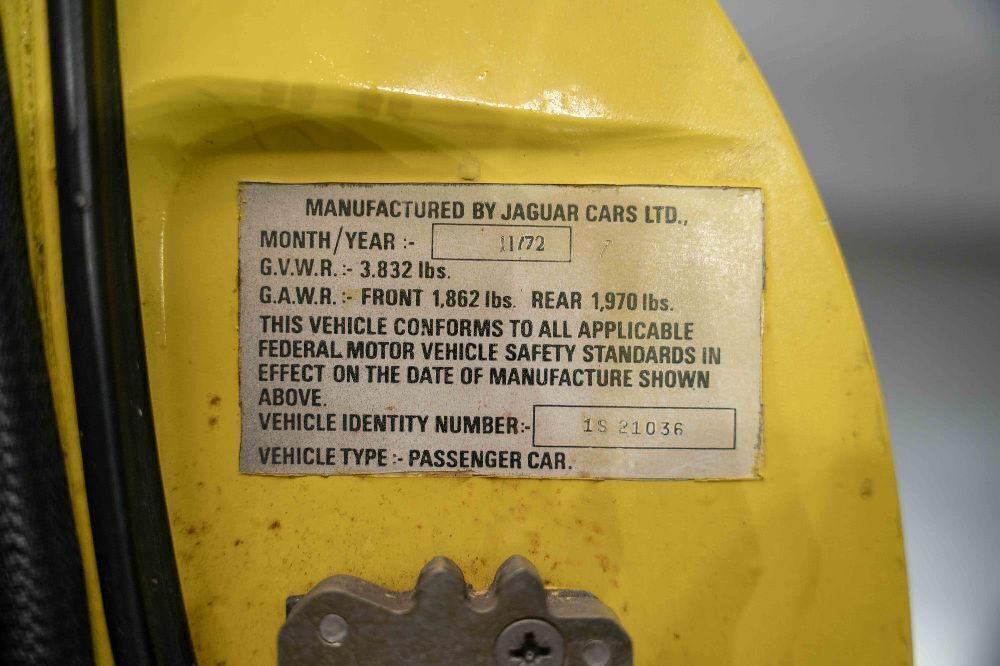 MANUFACTURED BY JAGUAR CARS LTD.,
MONTH/YEAR :- 11/72
G.V.W.R. :- 3.832 lbs.
G.A.W.R. :- FRONT 1,862 lbs. REAR 1,970 lbs.
THIS VEHICLE CONFORMS TO ALL APPLICABLE
FEDERAL MOTOR VEHICLE SAFETY STANDARDS IN
EFFECT ON THE DATE OF MANUFACTURE SHOWN
ABOVE.
VEHICLE IDENTITY NUMBER:- 1S 21036
VEHICLE TYPE :- PASSENGER CAR.